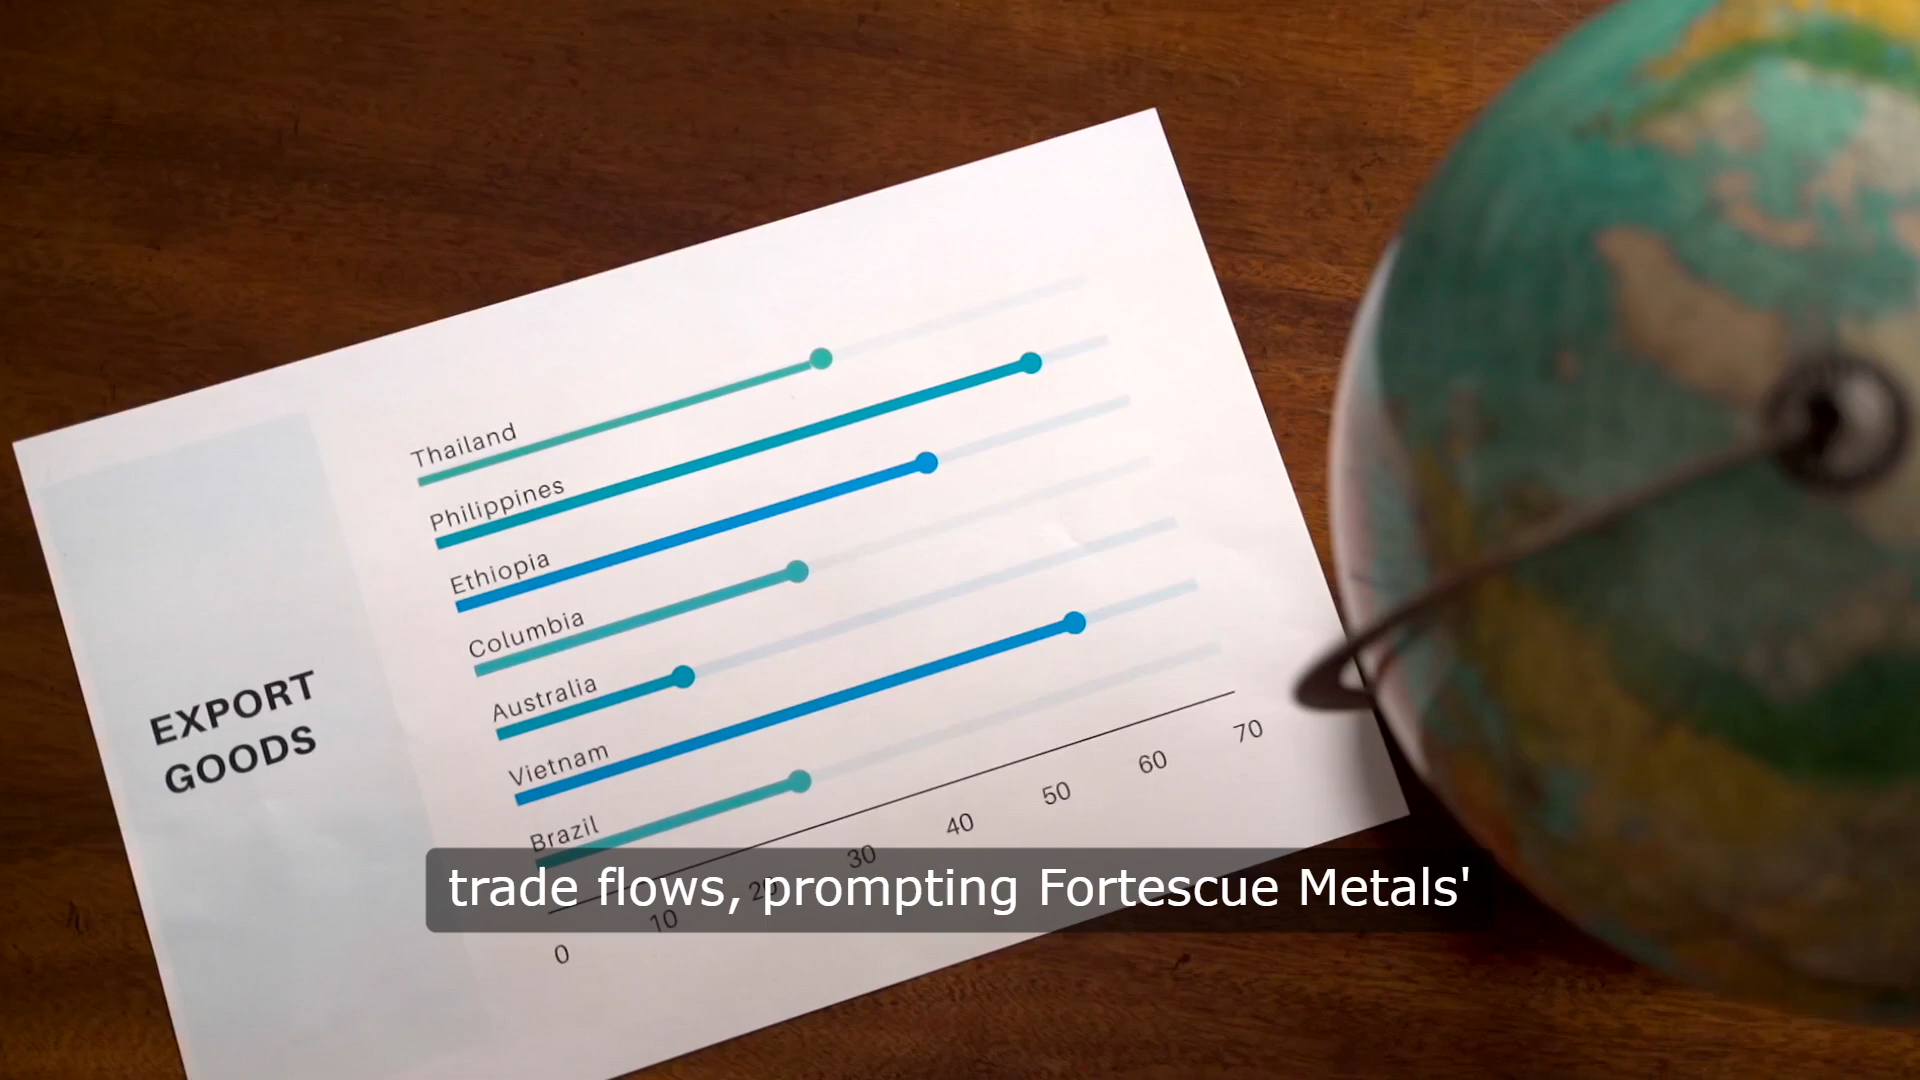 Thailand
Philippines
Ethiopia
Columbia
Australia
Vietnam
Brazil
EXPORT
GOODS
0 10 20 30 40 50 60 70
trade flows, prompting Fortescue Metals'